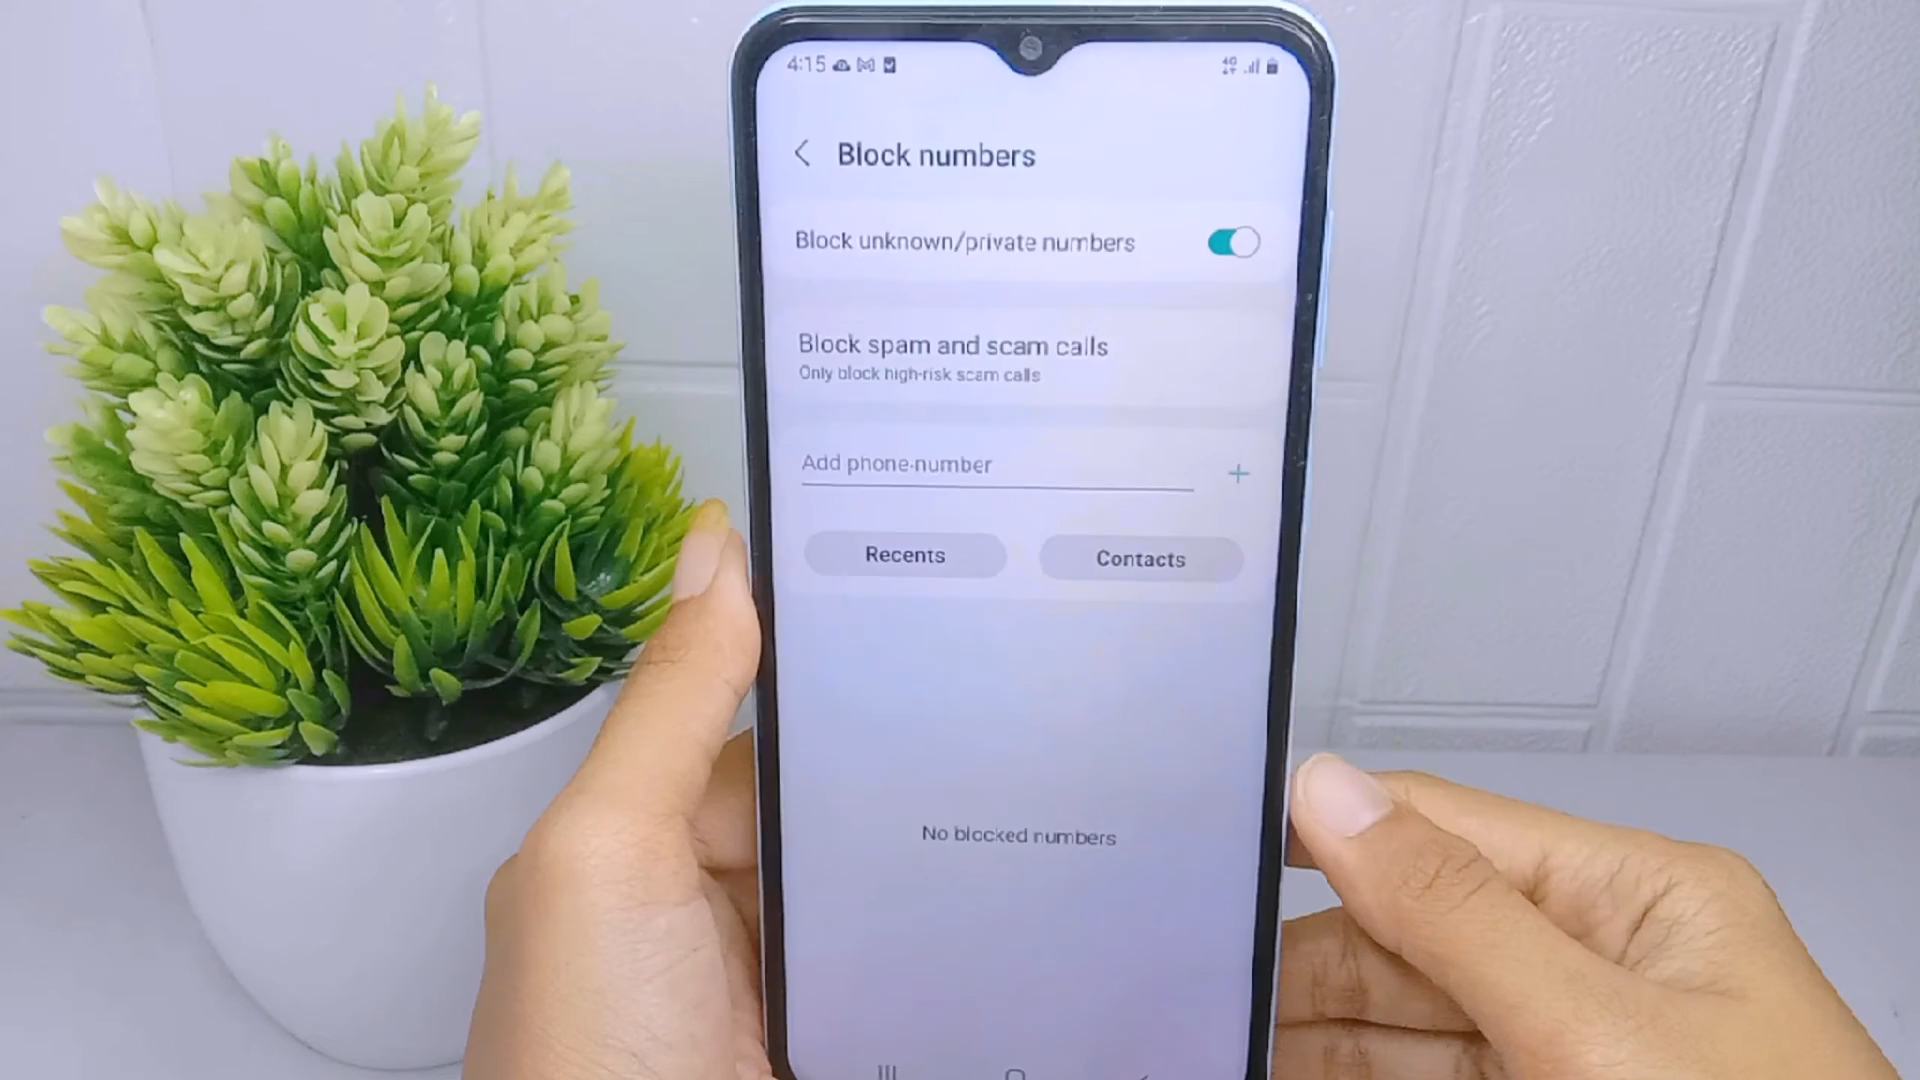 4:15
4G
Block numbers
Block unknown/private numbers
Block spam and scam calls
Only block high-risk scam calls
Add phone-number
Recents
Contacts
No blocked numbers